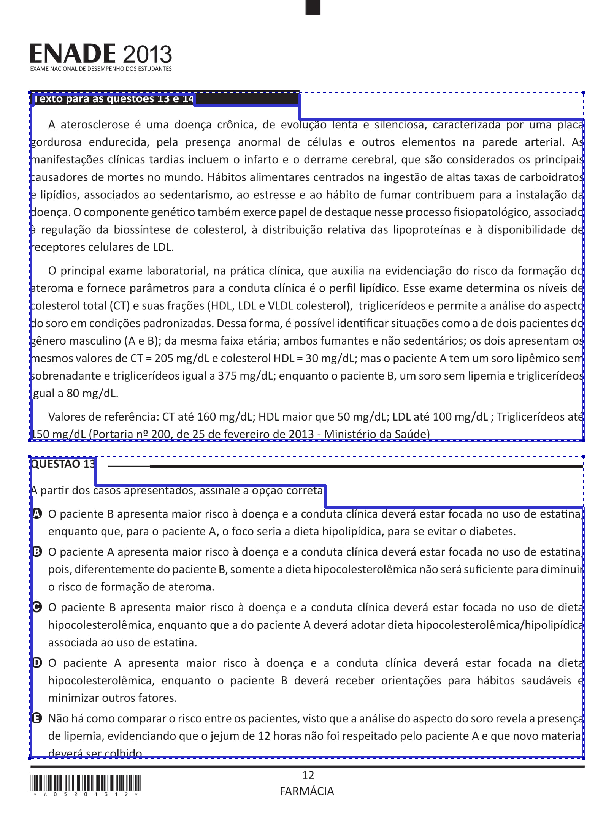 ENADE 2013
EXAME NACIONAL DE DESEMPENHO DOS ESTUDANTES
Texto para as questões 13 e 14
A aterosclerose é uma doença crônica, de evolução lenta e silenciosa, caracterizada por uma placa
gordurosa endurecida, pela presença anormal de células e outros elementos na parede arterial. As
manifestações clínicas tardias incluem o infarto e o derrame cerebral, que são considerados os principais
causadores de mortes no mundo. Hábitos alimentares centrados na ingestão de altas taxas de carboidratos
e lipídios, associados ao sedentarismo, ao estresse e ao hábito de fumar contribuem para a instalação da
doença. O componente genético também exerce papel de destaque nesse processo fisiopatológico, associado
à regulação da biossíntese de colesterol, à distribuição relativa das lipoproteínas e à disponibilidade de
receptores celulares de LDL.
O principal exame laboratorial, na prática clínica, que auxilia na evidenciação do risco da formação do
ateroma e fornece parâmetros para a conduta clínica é o perfil lipídico. Esse exame determina os níveis de
colesterol total (CT) e suas frações (HDL, LDL e VLDL colesterol), triglicerídeos e permite a análise do aspecto
do soro em condições padronizadas. Dessa forma, é possível identificar situações como a de dois pacientes do
gênero masculino (A e B); da mesma faixa etária; ambos fumantes e não sedentários; os dois apresentam os
mesmos valores de CT = 205 mg/dL e colesterol HDL = 30 mg/dL; mas o paciente A tem um soro lipêmico sem
sobrenadante e triglicerídeos igual a 375 mg/dL; enquanto o paciente B, um soro sem lipemia e triglicerídeos
igual a 80 mg/dL.
Valores de referência: CT até 160 mg/dL; HDL maior que 50 mg/dL; LDL até 100 mg/dL ; Triglicerídeos até
150 mg/dL (Portaria nº 200, de 25 de fevereiro de 2013 - Ministério da Saúde)
QUESTÃO 13
A partir dos casos apresentados, assinale a opção correta.
A O paciente B apresenta maior risco à doença e a conduta clínica deverá estar focada no uso de estatina,
enquanto que, para o paciente A, o foco seria a dieta hipolipídica, para se evitar o diabetes.
B O paciente A apresenta maior risco à doença e a conduta clínica deverá estar focada no uso de estatina,
pois, diferentemente do paciente B, somente a dieta hipocolesterolêmica não será suficiente para diminuir
o risco de formação de ateroma.
C O paciente B apresenta maior risco à doença e a conduta clínica deverá estar focada no uso de dieta
hipocolesterolêmica, enquanto que a do paciente A deverá adotar dieta hipocolesterolêmica/hipolipídica
associada ao uso de estatina.
D O paciente A apresenta maior risco à doença e a conduta clínica deverá estar focada na dieta
hipocolesterolêmica, enquanto o paciente B deverá receber orientações para hábitos saudáveis e
minimizar outros fatores.
E Não há como comparar o risco entre os pacientes, visto que a análise do aspecto do soro revela a presença
de lipemia, evidenciando que o jejum de 12 horas não foi respeitado pelo paciente A e que novo material
deverá ser colhido.
12
FARMÁCIA